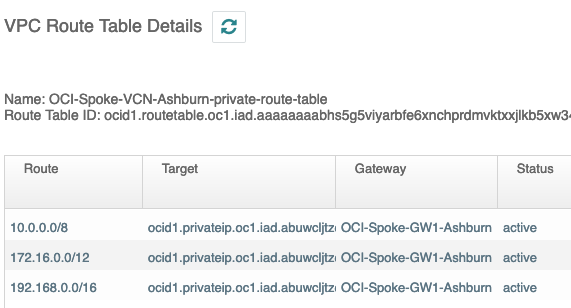 VPC Route Table Details
Name: OCI-Spoke-VCN-Ashburn-private-route-table
Route Table ID: ocid1.routetable.oc1.iad.aaaaaaaabhs5g5viyarbfe6xnchprdmvktxxjlkb5xw34
Route Target Gateway Status
10.0.0.0/8 ocid1.privateip.oc1.iad.abuwcljtz OCI-Spoke-GW1-Ashburn active
172.16.0.0/12 ocid1.privateip.oc1.iad.abuwcljtz OCI-Spoke-GW1-Ashburn active
192.168.0.0/16 ocid1.privateip.oc1.iad.abuwcljtz OCI-Spoke-GW1-Ashburn active